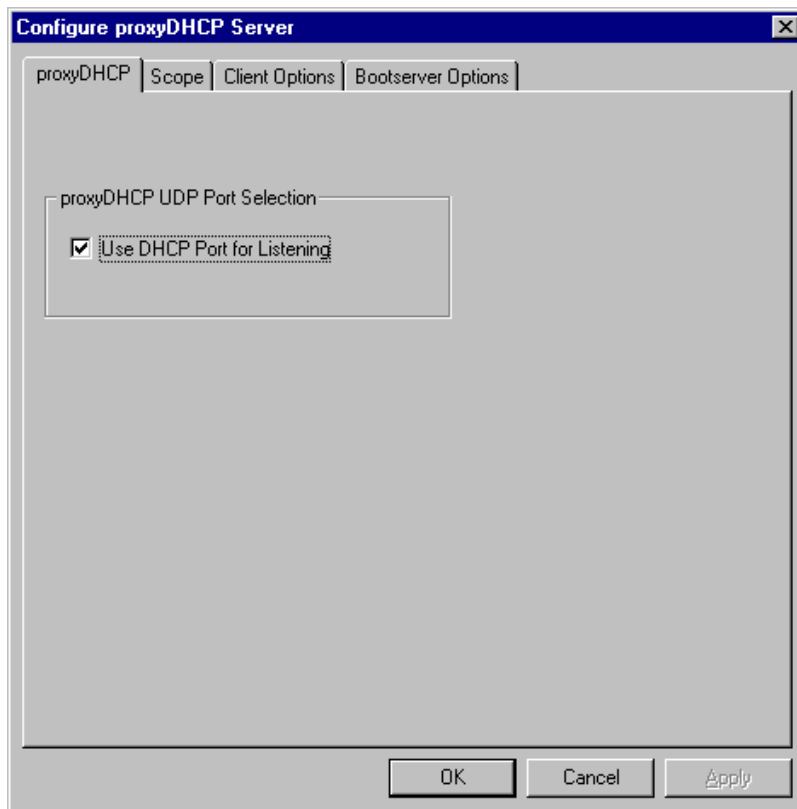 Configure proxyDHCP Server
proxyDHCP Scope Client Options Bootserver Options
proxyDHCP UDP Port Selection
Use DHCP Port for Listening
OK Cancel Apply